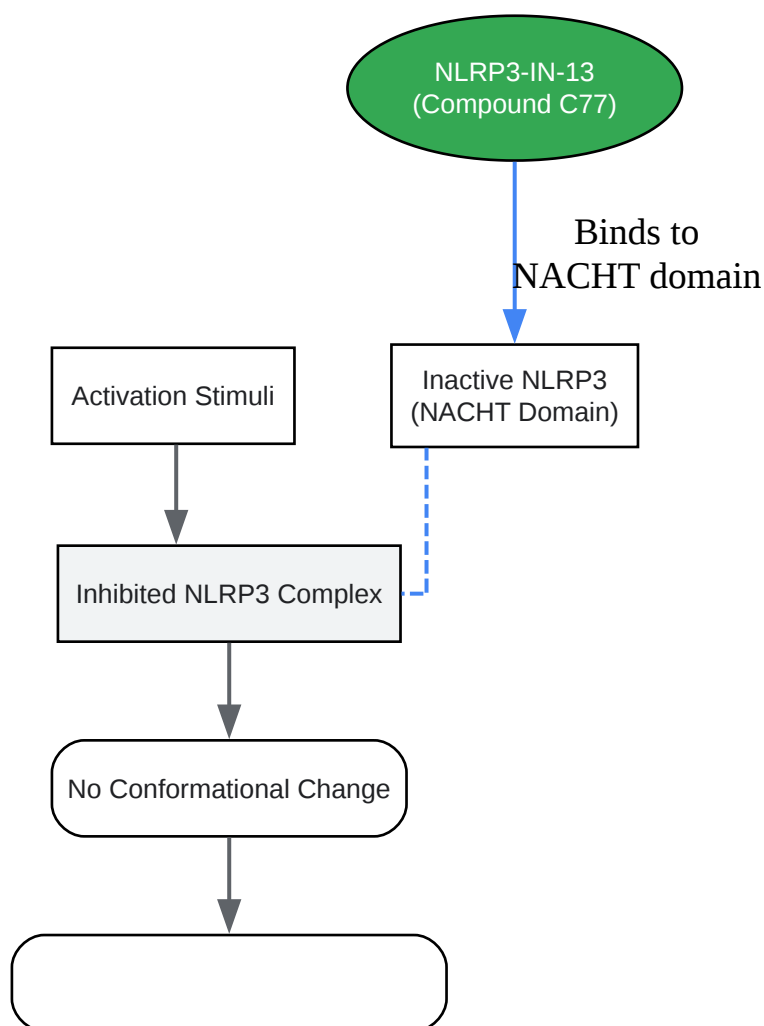 NLRP3-IN-13
(Compound C77)
Binds to
NACHT domain
Activation Stimuli
Inactive NLRP3
(NACHT Domain)
Inhibited NLRP3 Complex
No Conformational Change